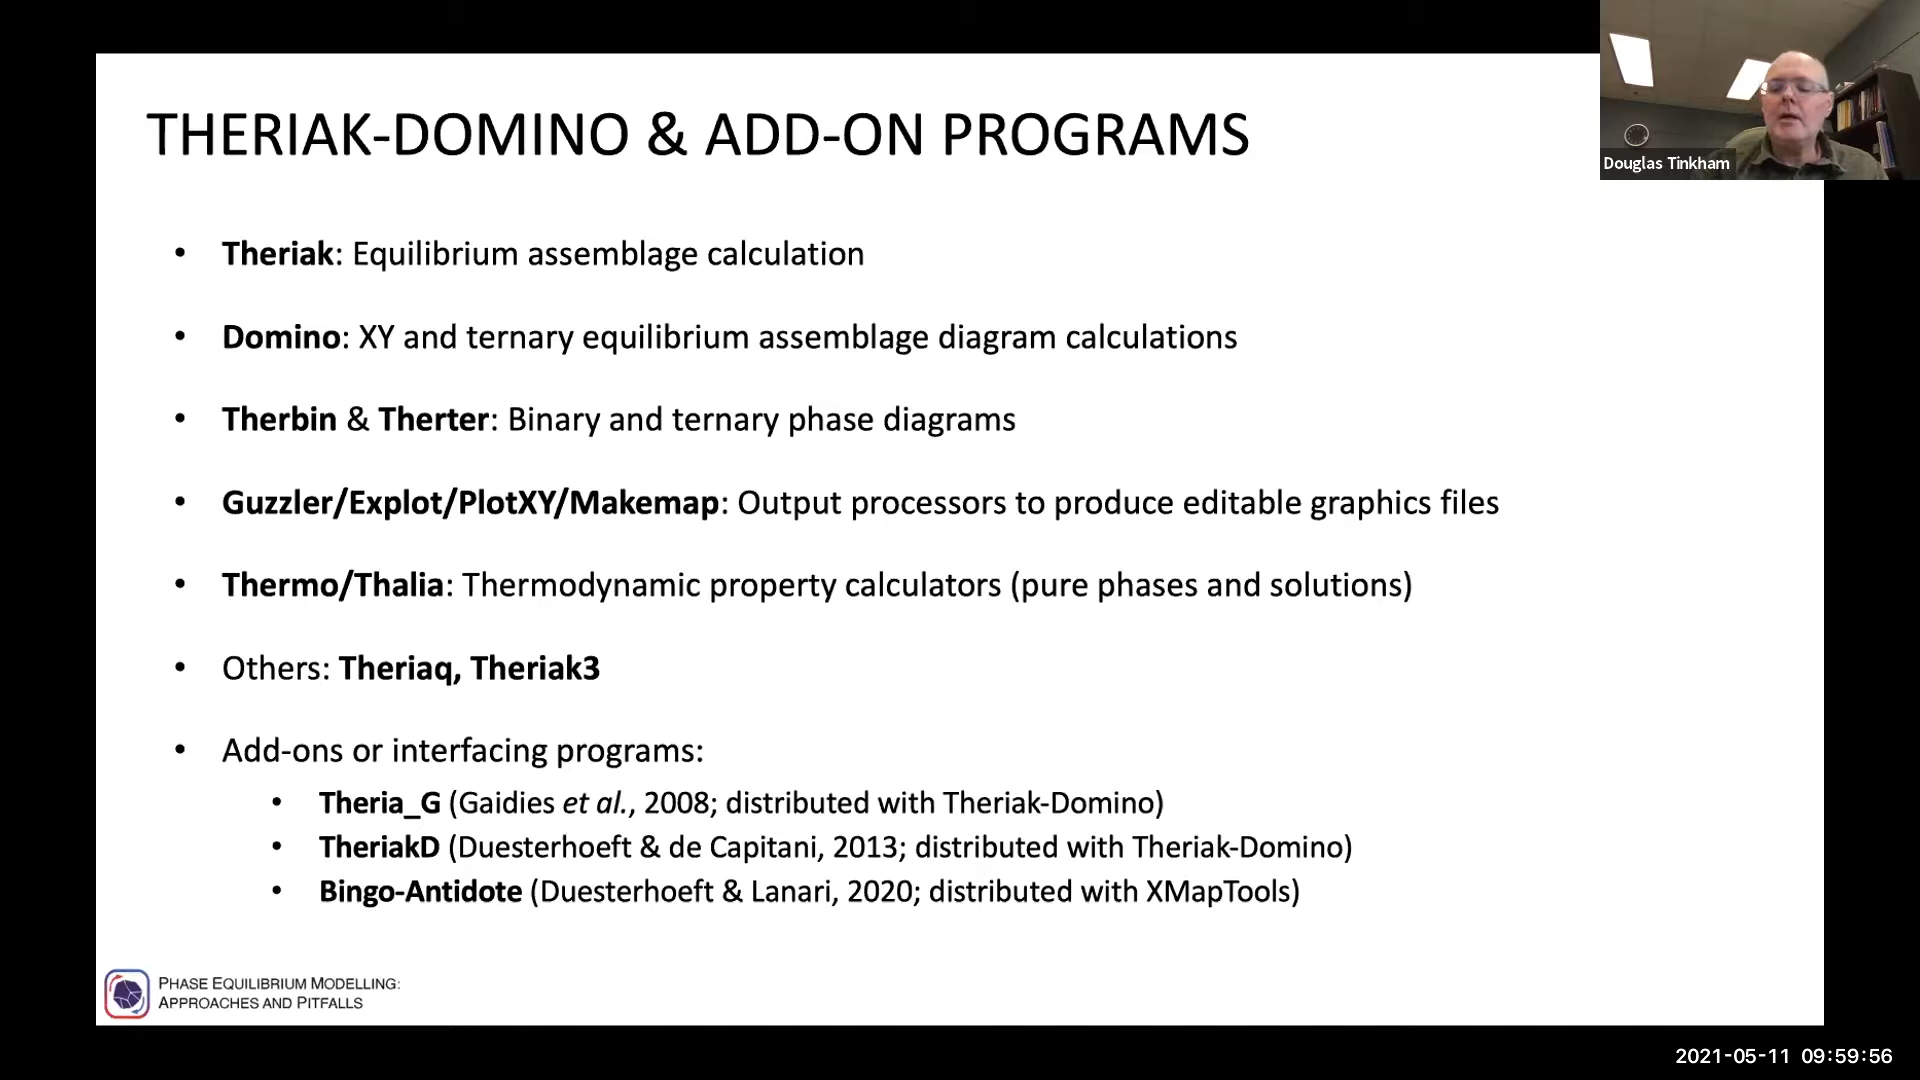 THERIAK-DOMINO & ADD-ON PROGRAMS
Douglas Tinkham
• Theriak: Equilibrium assemblage calculation
• Domino: XY and ternary equilibrium assemblage diagram calculations
• Therbin & Therter: Binary and ternary phase diagrams
• Guzzler/Explot/PlotXY/Makemap: Output processors to produce editable graphics files
• Thermo/Thalia: Thermodynamic property calculators (pure phases and solutions)
• Others: Theriaq, Theriak3
• Add-ons or interfacing programs:
• Theria_G (Gaidies et al., 2008; distributed with Theriak-Domino)
• TheriakD (Duesterhoeft & de Capitani, 2013; distributed with Theriak-Domino)
• Bingo-Antidote (Duesterhoeft & Lanari, 2020; distributed with XMapTools)
PHASE EQUILIBRIUM MODELLING:
APPROACHES AND PITFALLS
2021-05-11 09:59:56